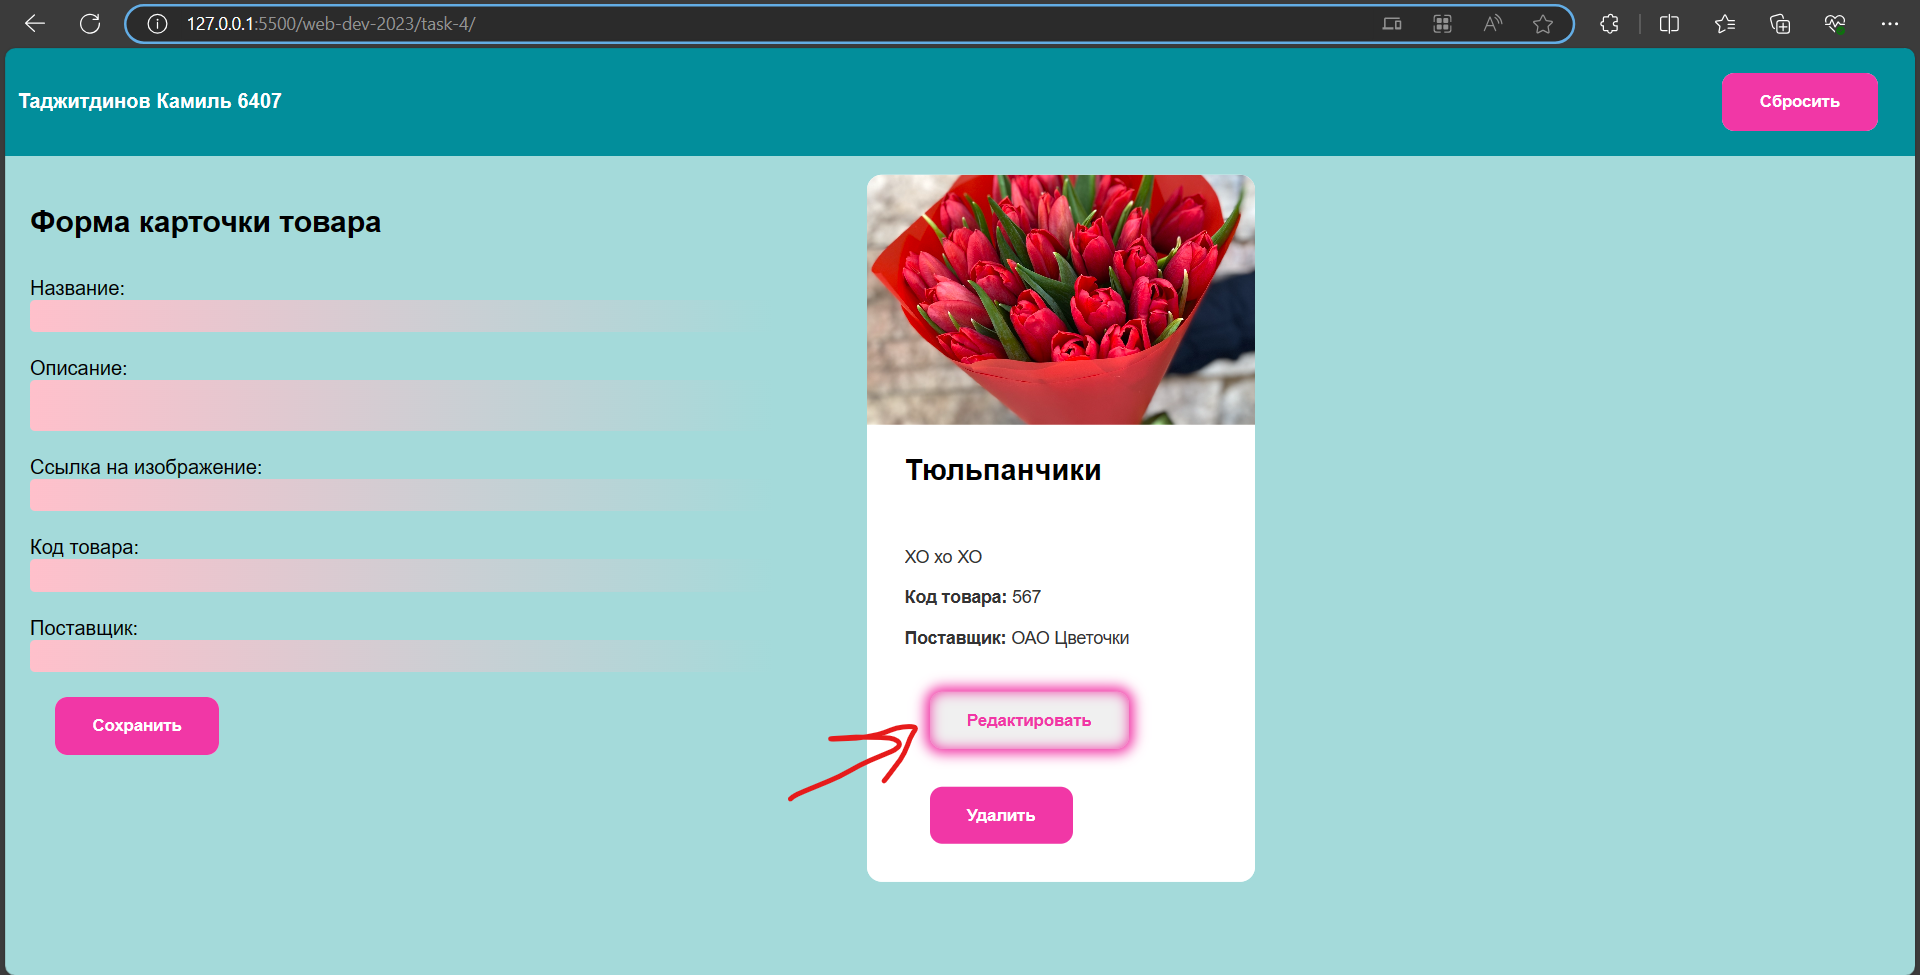 127.0.0.1:5500/web-dev-2023/task-4/
Таджитдинов Камиль 6407
Сбросить
Форма карточки товара
Название:
Описание:
Ссылка на изображение:
Код товара:
Поставщик:
Сохранить
Тюльпанчики
ХО хо ХО
Код товара: 567
Поставщик: ОАО Цветочки
Редактировать
Удалить